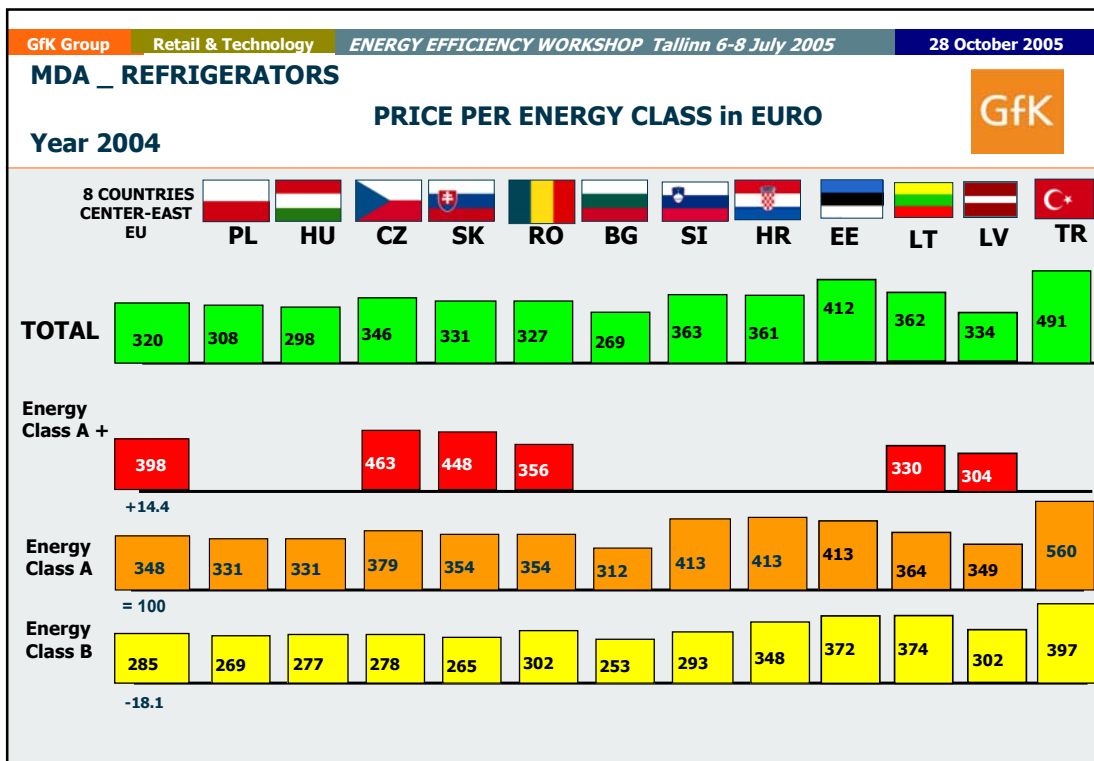 GfK Group Retail & Technology ENERGY EFFICIENCY WORKSHOP Tallinn 6-8 July 2005 28 October 2005
MDA _ REFRIGERATORS
PRICE PER ENERGY CLASS in EURO
GfK
Year 2004
8 COUNTRIES
CENTER-EAST
EU
PL HU CZ SK RO BG SI HR EE LT LV TR
TOTAL 320 308 298 346 331 327 269 363 361 412 362 334 491
Energy
Class A +
398 463 448 356 330 304
+14.4
Energy
Class A
348 331 331 379 354 354 312 413 413 413 364 349 560
= 100
Energy
Class B
285 269 277 278 265 302 253 293 348 372 374 302 397
-18.1